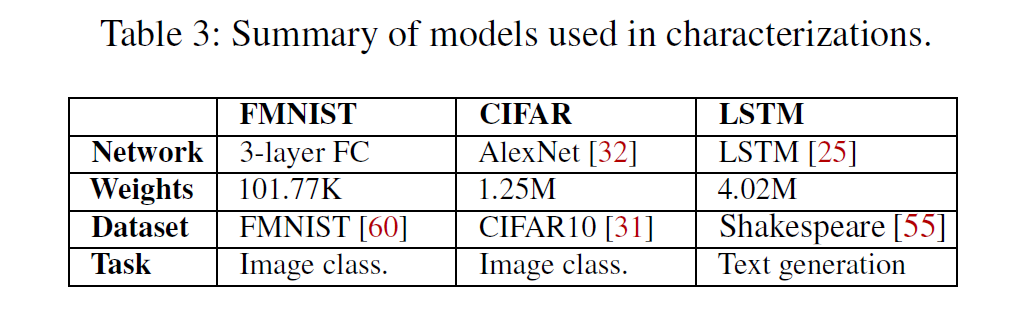 Table 3: Summary of models used in characterizations.
FMNIST CIFAR LSTM
Network 3-layer FC AlexNet [32] LSTM [25]
Weights 101.77K 1.25M 4.02M
Dataset FMNIST [60] CIFAR10 [31] Shakespeare [55]
Task Image class. Image class. Text generation